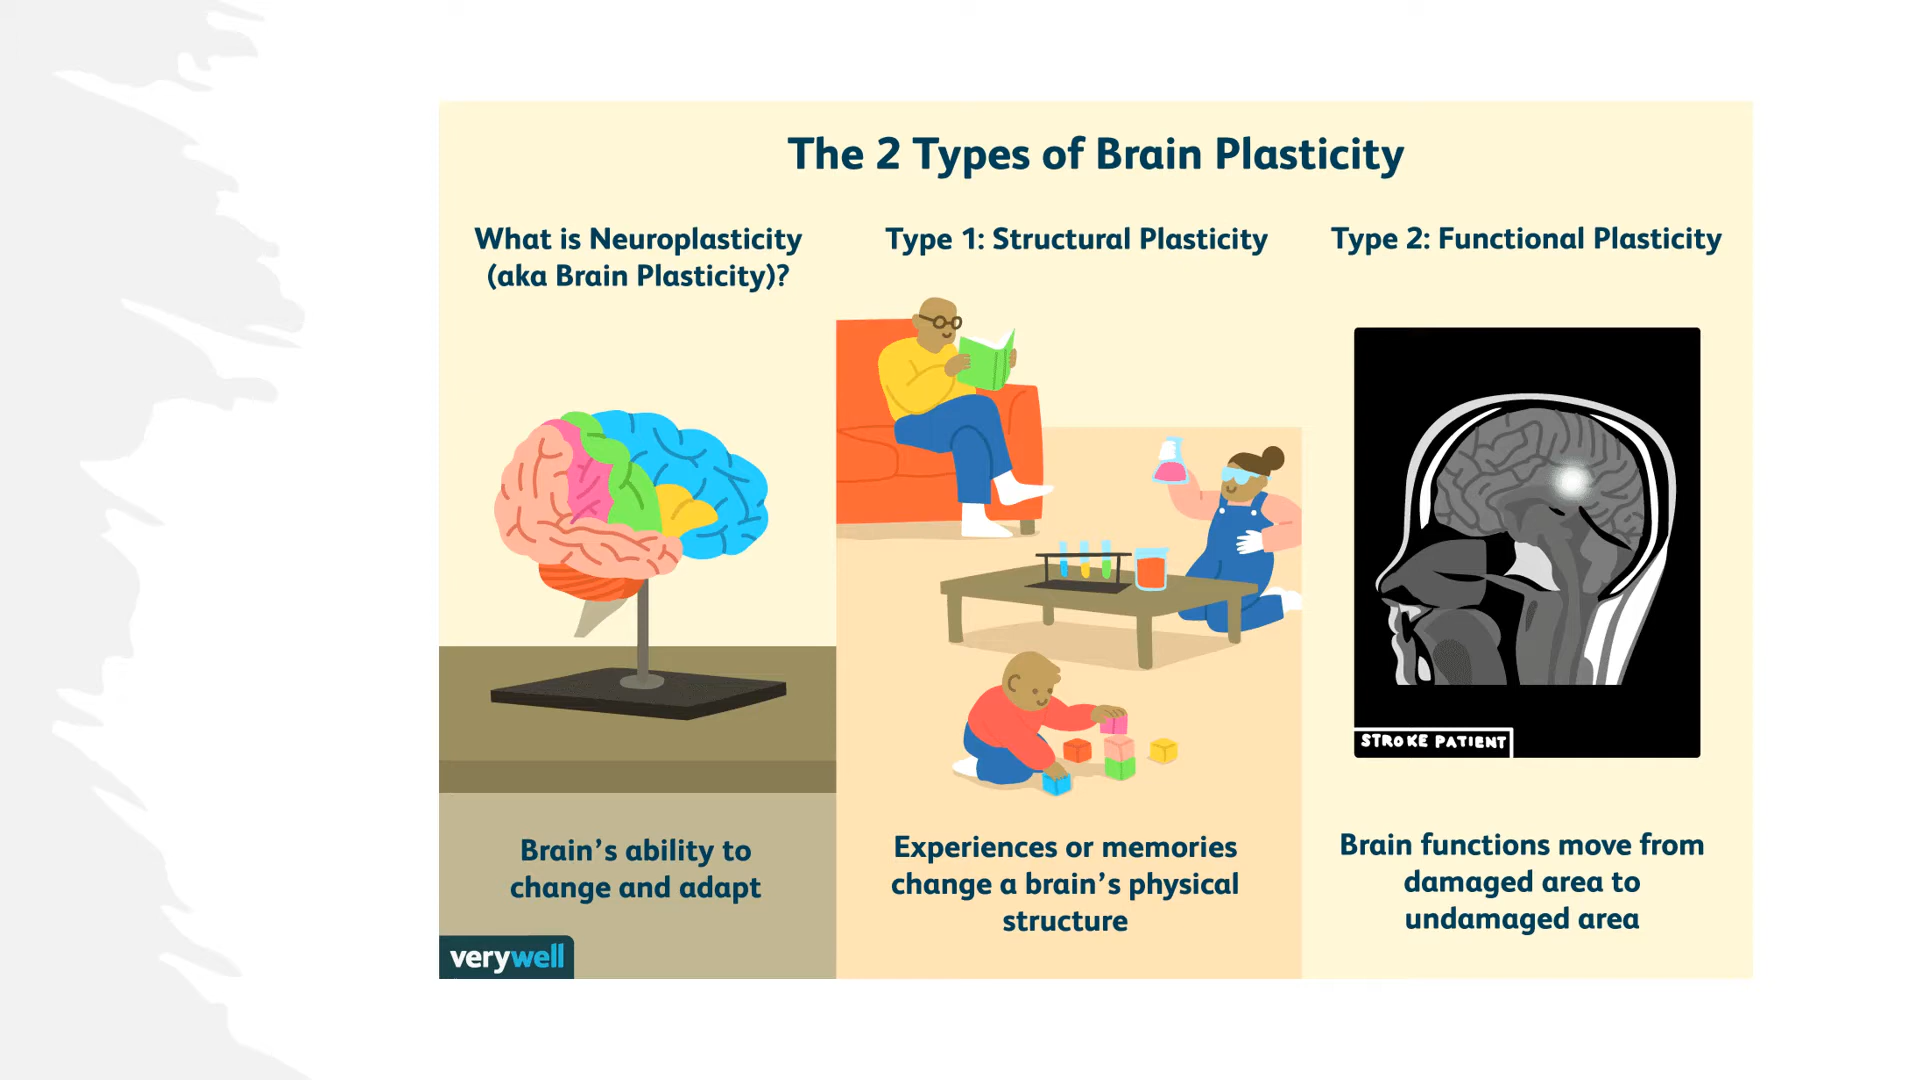 The 2 Types of Brain Plasticity
What is Neuroplasticity
(aka Brain Plasticity)?
Brain's ability to
change and adapt
verywell
Type 1: Structural Plasticity
Experiences or memories
change a brain's physical
structure
Type 2: Functional Plasticity
STROKE PATIENT
Brain functions move from
damaged area to
undamaged area